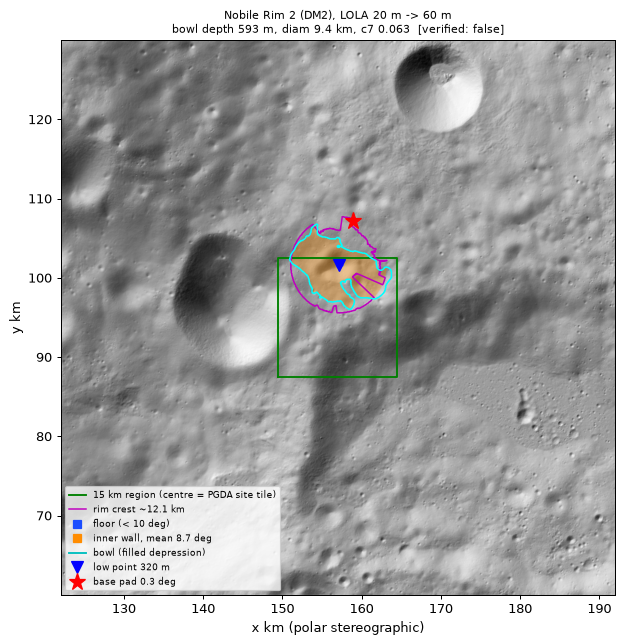 Nobile Rim 2 (DM2), LOLA 20 m -> 60 m
bowl depth 593 m, diam 9.4 km, c7 0.063 [verified: false]
120
110
100
90
80
70
y km
15 km region (centre = PGDA site tile)
rim crest ~12.1 km
floor (< 10 deg)
inner wall, mean 8.7 deg
bowl (filled depression)
low point 320 m
base pad 0.3 deg
130
140
150
160
170
180
190
x km (polar stereographic)